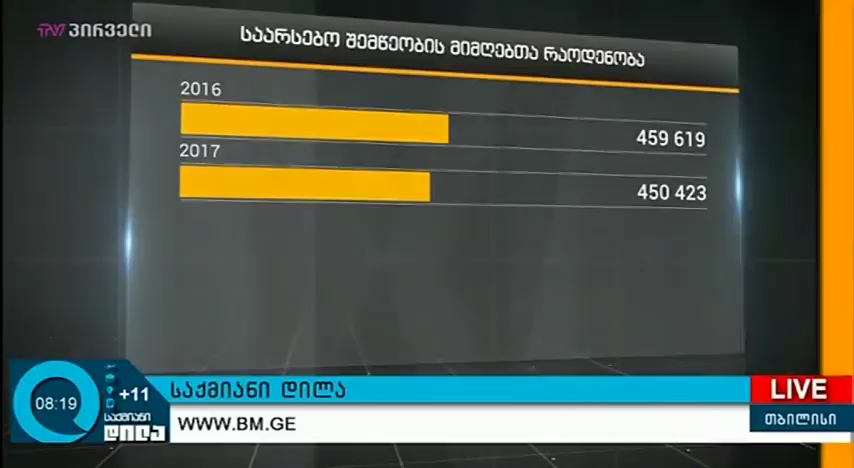 TV ᲞᲘᲠᲕᲔᲚᲘ
ᲡᲐᲐᲠᲡᲔᲑᲝ ᲨᲔᲛᲬᲔᲝᲑᲘᲡ ᲛᲘᲛᲦᲔᲑᲗᲐ ᲠᲐᲝᲓᲔᲜᲝᲑᲐ
2016
459 619
2017
450 423
08:19
+11
ᲡᲐᲥᲛᲘᲐᲜᲘ
ᲓᲘᲚᲐ
ᲡᲐᲥᲛᲘᲐᲜᲘ ᲓᲘᲚᲐ
WWW.BM.GE
LIVE
ᲗᲑᲘᲚᲘᲡᲘ